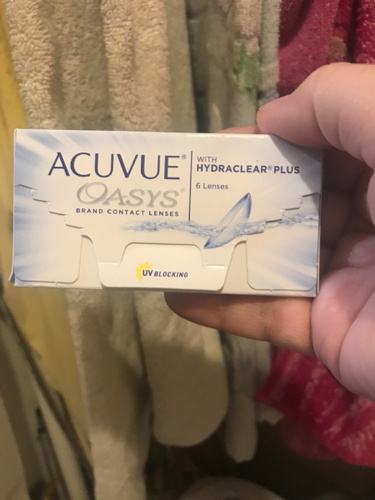 ACUVUE®
OASYS®
BRAND CONTACT LENSES
WITH
HYDRACLEAR® PLUS
6 Lenses
UV BLOCKING